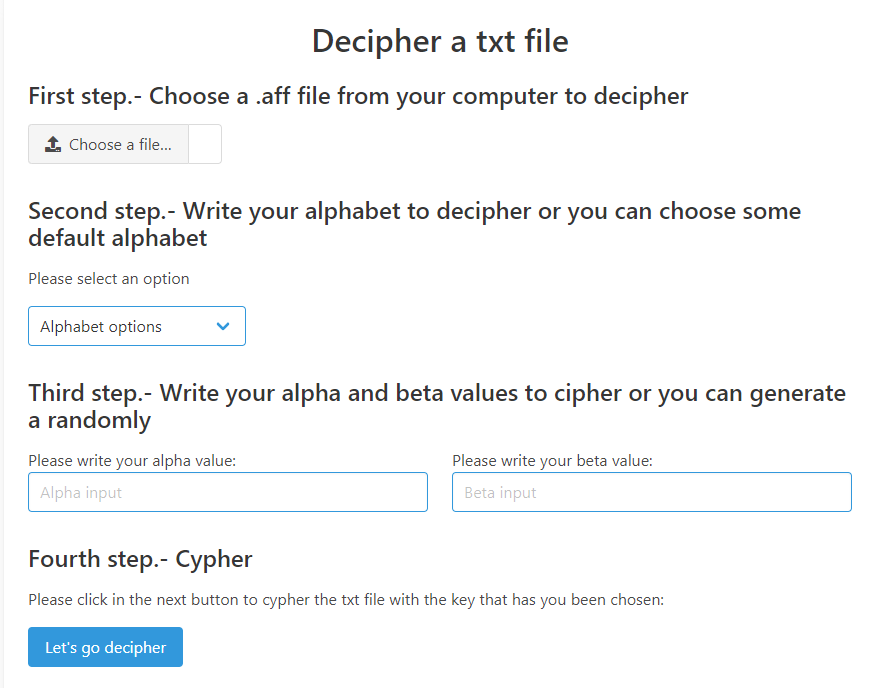 Decipher a txt file
First step.- Choose a .aff file from your computer to decipher
Choose a file...
Second step.- Write your alphabet to decipher or you can choose some
default alphabet
Please select an option
Alphabet options
Third step.- Write your alpha and beta values to cipher or you can generate
a randomly
Please write your alpha value:
Please write your beta value:
Alpha input
Beta input
Fourth step.- Cypher
Please click in the next button to cypher the txt file with the key that has you been chosen:
Let's go decipher